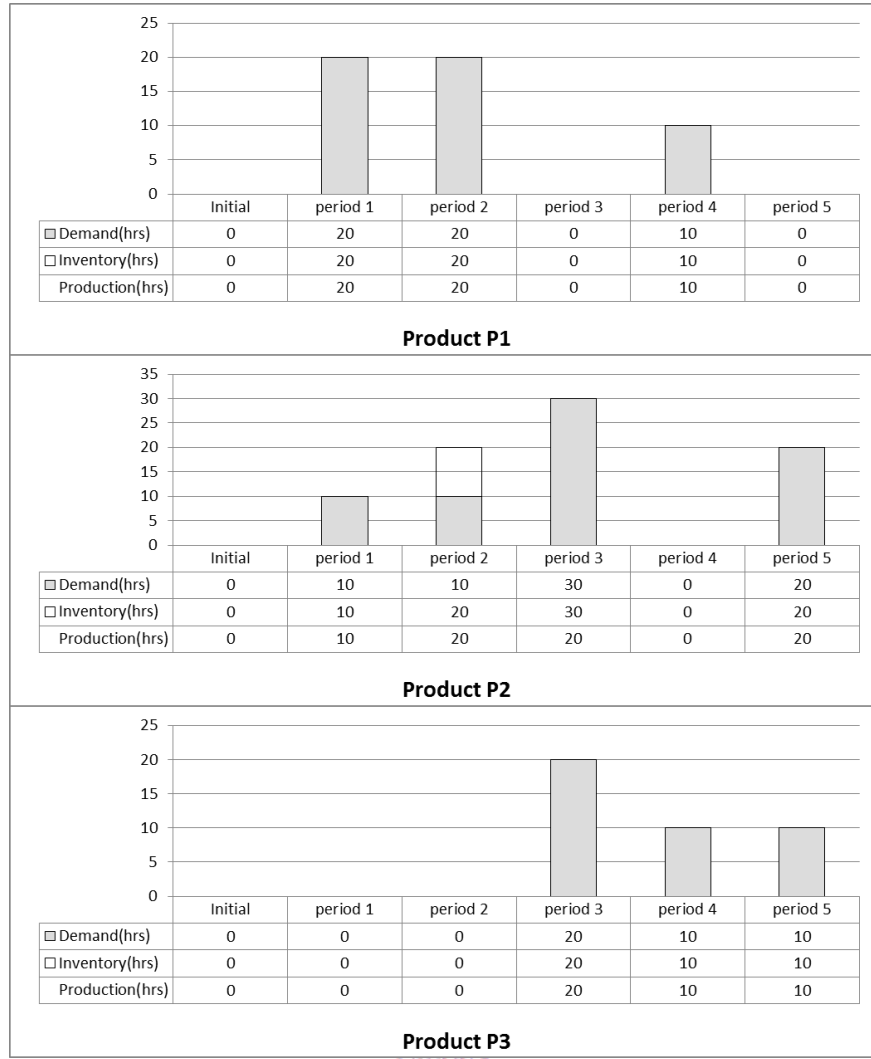 25
20
15
10
5
0
Initial period 1 period 2 period 3 period 4 period 5
Demand(hrs) 0 20 20 0 10 0
Inventory(hrs) 0 20 20 0 10 0
Production(hrs) 0 20 20 0 10 0
Product P1
35
30
25
20
15
10
5
0
Initial period 1 period 2 period 3 period 4 period 5
Demand(hrs) 0 10 10 30 0 20
Inventory(hrs) 0 10 20 30 0 20
Production(hrs) 0 10 20 20 0 20
Product P2
25
20
15
10
5
0
Initial period 1 period 2 period 3 period 4 period 5
Demand(hrs) 0 0 0 20 10 10
Inventory(hrs) 0 0 0 20 10 10
Production(hrs) 0 0 0 20 10 10
Product P3